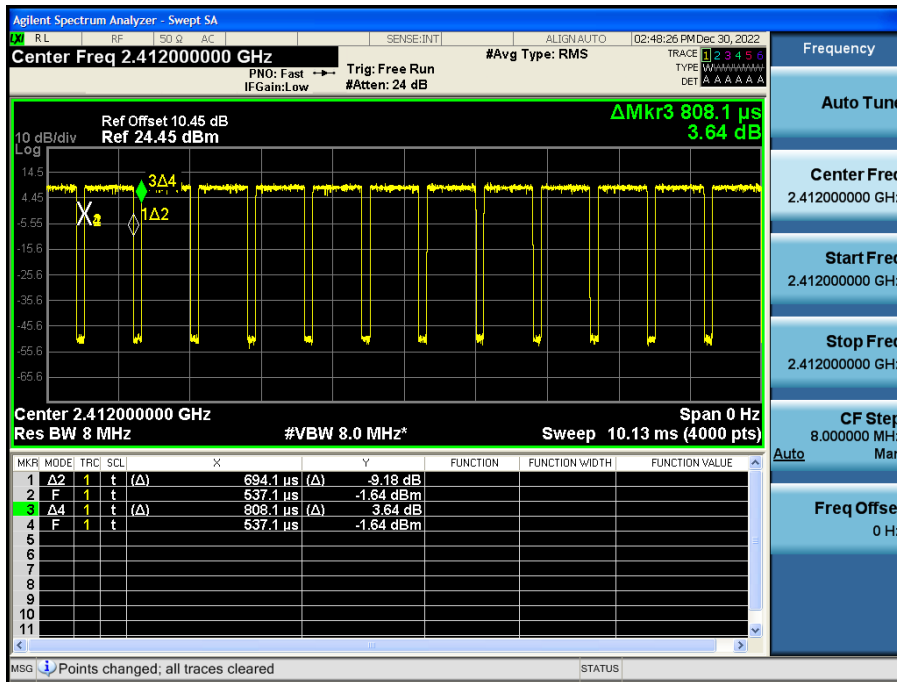 Agilent Spectrum Analyzer - Swept SA
LXI RL RF 50 Ω AC SENSE:INT ALIGN AUTO 02:48:26 PM Dec 30, 2022
Center Freq 2.412000000 GHz
PNO: Fast
IFGain:Low
Trig: Free Run
#Atten: 24 dB
#Avg Type: RMS
TRACE 1 2 3 4 5 6
TYPE W
DET A A A A A A
ΔMkr3 808.1 µs
3.64 dB
Ref Offset 10.45 dB
10 dB/div Ref 24.45 dBm
Log
14.5
4.45
-5.55
-15.6
-25.6
-35.6
-45.6
-55.6
-65.6
3Δ4
1Δ2
Center 2.412000000 GHz Span 0 Hz
Res BW 8 MHz #VBW 8.0 MHz* Sweep 10.13 ms (4000 pts)
MKR MODE TRC SCL X Y FUNCTION FUNCTION WIDTH FUNCTION VALUE
1 Δ2 1 t (Δ) 694.1 µs (Δ) -9.18 dB
2 F 1 t 537.1 µs -1.64 dBm
3 Δ4 1 t (Δ) 808.1 µs (Δ) 3.64 dB
4 F 1 t 537.1 µs -1.64 dBm
5
6
7
8
9
10
11
MSG Points changed; all traces cleared STATUS
Frequency
Auto Tune
Center Freq
2.412000000 GHz
Start Freq
2.412000000 GHz
Stop Freq
2.412000000 GHz
CF Step
8.000000 MHz
Auto Man
Freq Offset
0 Hz